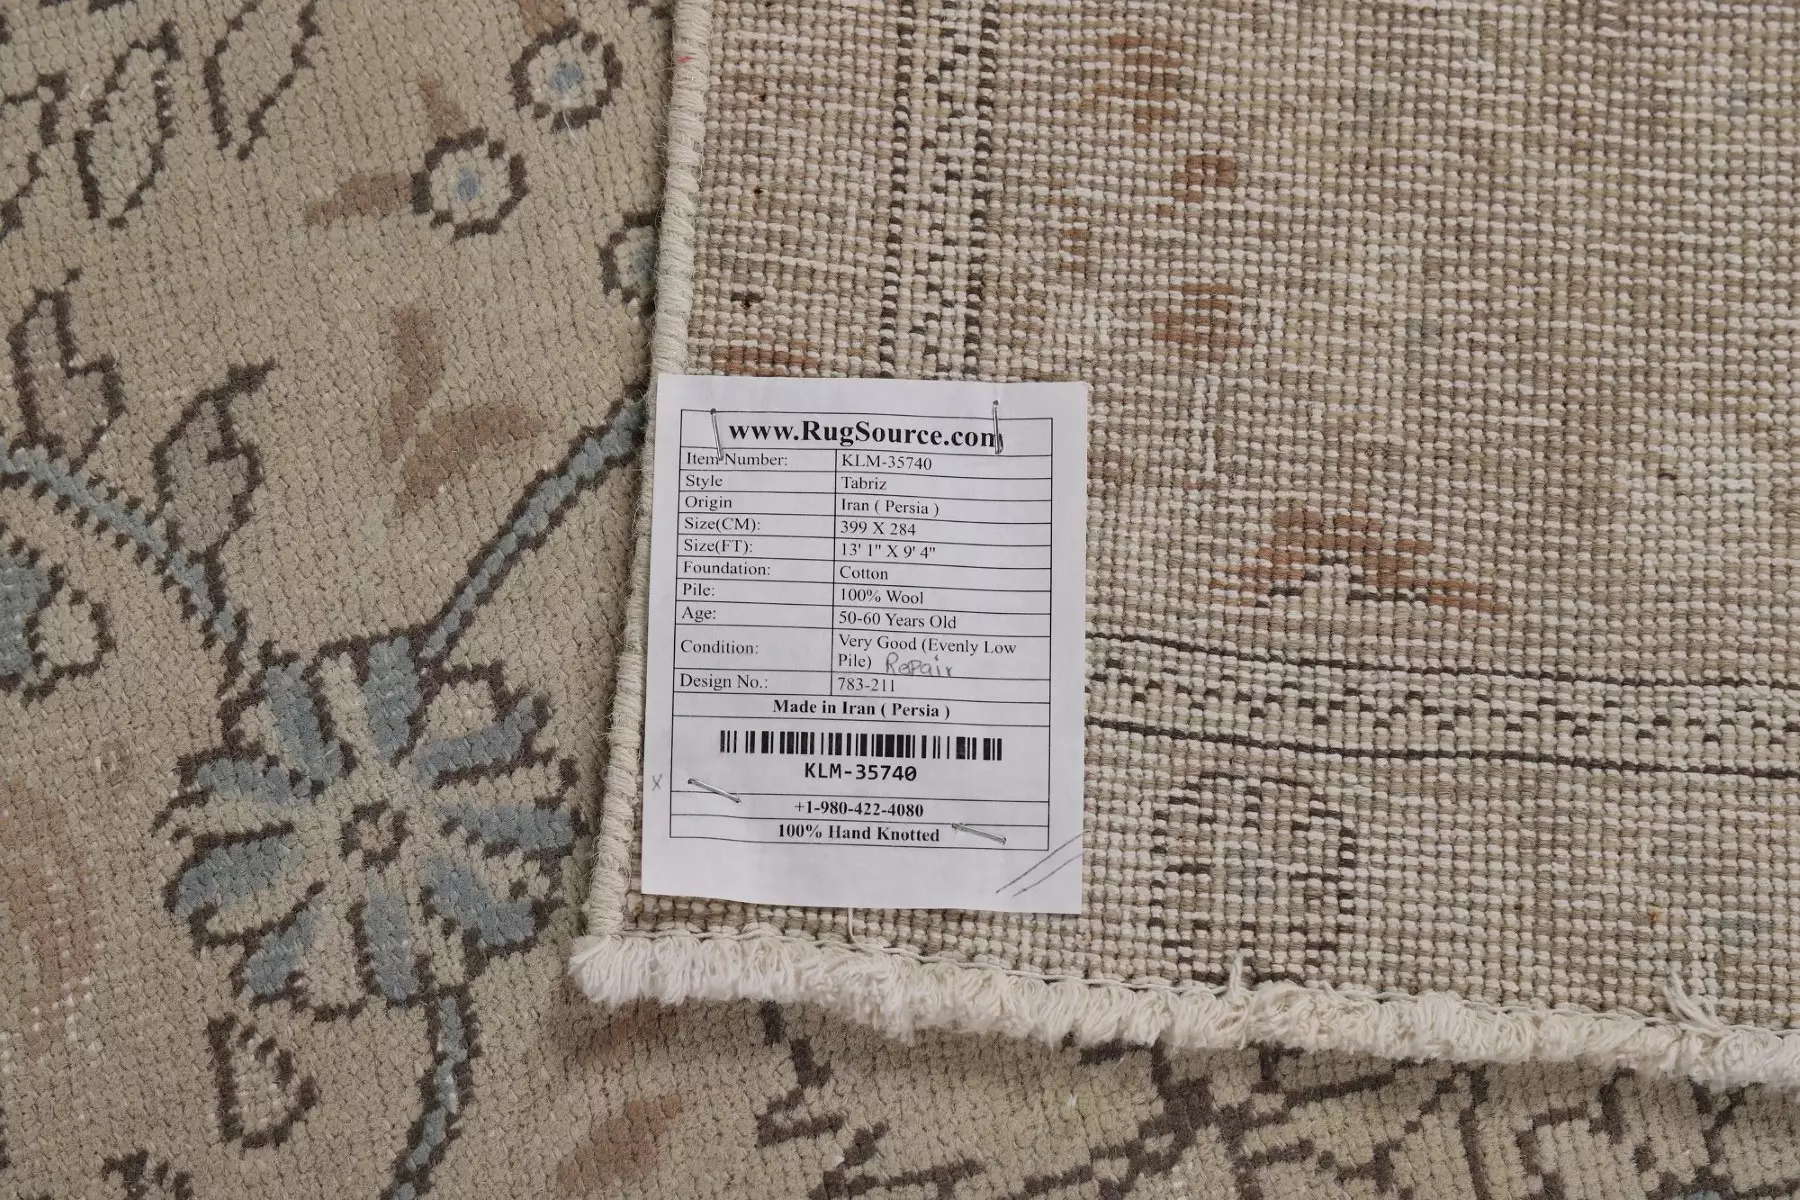 www.RugSource.com
Item Number: KLM-35740
Style Tabriz
Origin Iran ( Persia )
Size(CM): 399 X 284
Size(FT): 13' 1" X 9' 4"
Foundation: Cotton
Pile: 100% Wool
Age: 50-60 Years Old
Condition: Very Good (Evenly Low
Pile) Repair
Design No.: 783-211
Made in Iran ( Persia )
KLM-35740
X
+1-980-422-4080
100% Hand Knotted